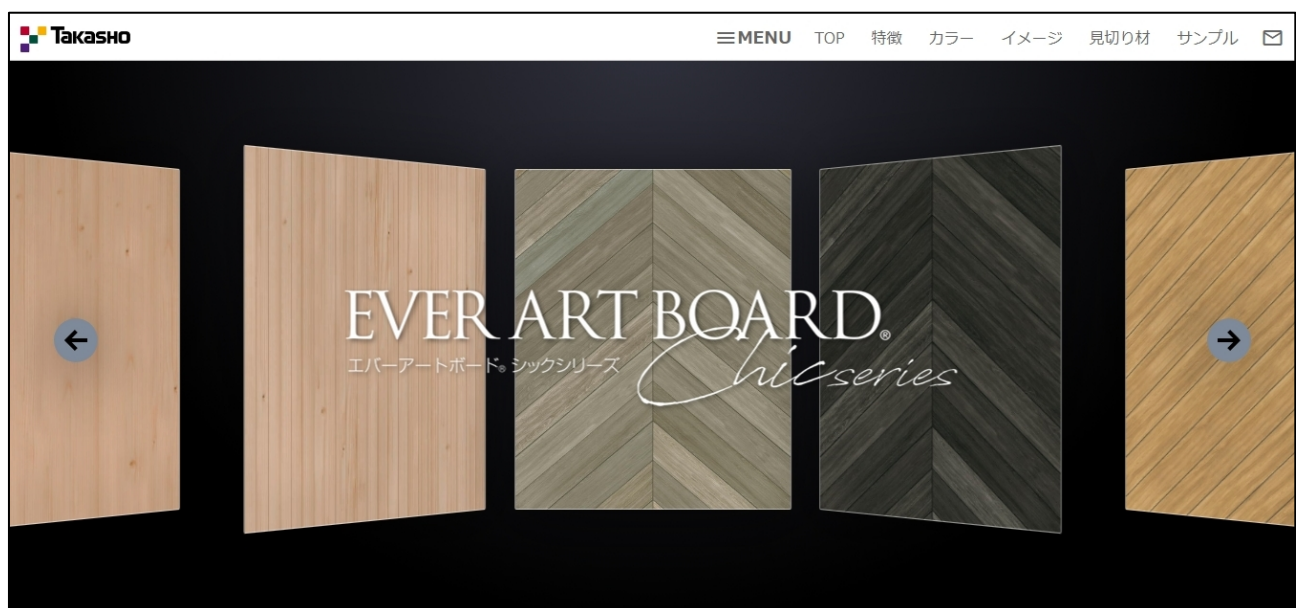 Takasho
MENU TOP 特徴 カラー イメージ 見切り材 サンプル
EVER ART BOARD®
エバーアートボード® シックシリーズ
Chic series